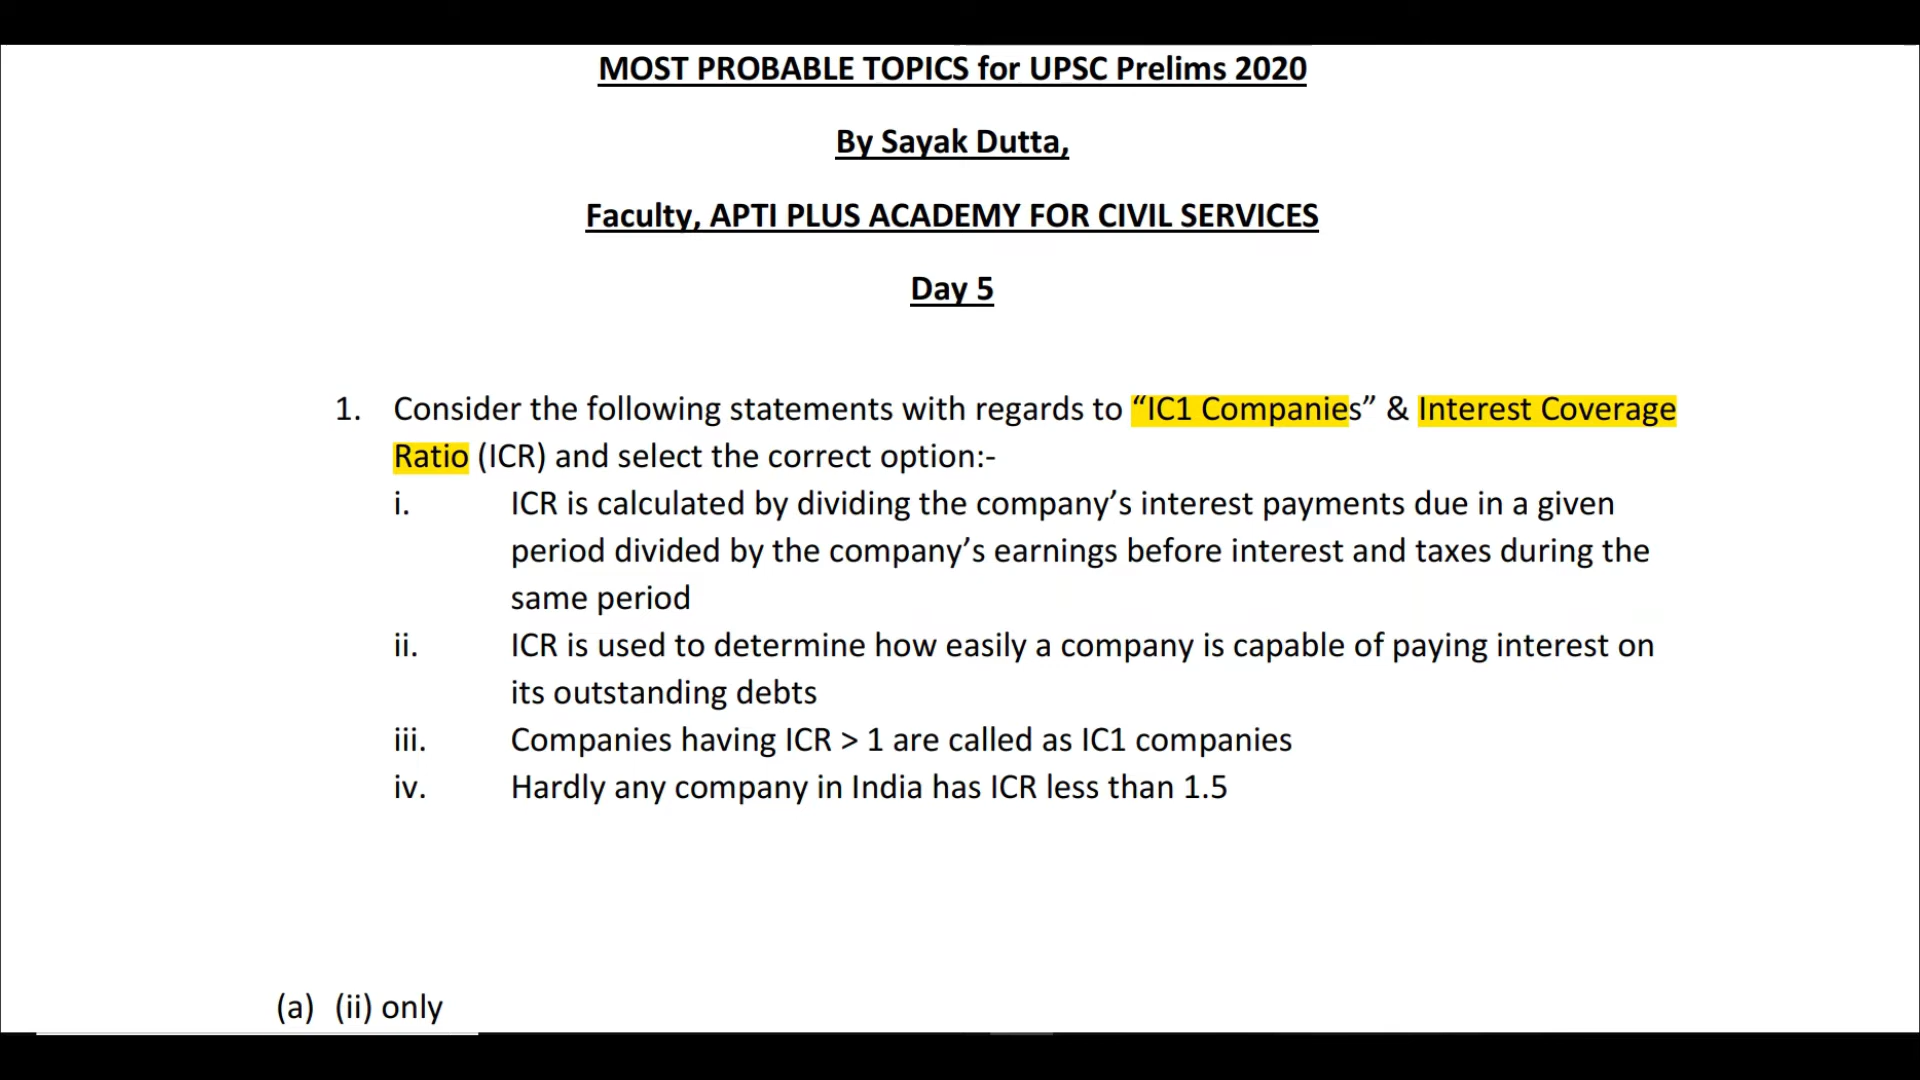 MOST PROBABLE TOPICS for UPSC Prelims 2020
By Sayak Dutta,
Faculty, APTI PLUS ACADEMY FOR CIVIL SERVICES
Day 5
1. Consider the following statements with regards to “IC1 Companies” & Interest Coverage
Ratio (ICR) and select the correct option:-
i. ICR is calculated by dividing the company’s interest payments due in a given
period divided by the company’s earnings before interest and taxes during the
same period
ii. ICR is used to determine how easily a company is capable of paying interest on
its outstanding debts
iii. Companies having ICR > 1 are called as IC1 companies
iv. Hardly any company in India has ICR less than 1.5
(a) (ii) only